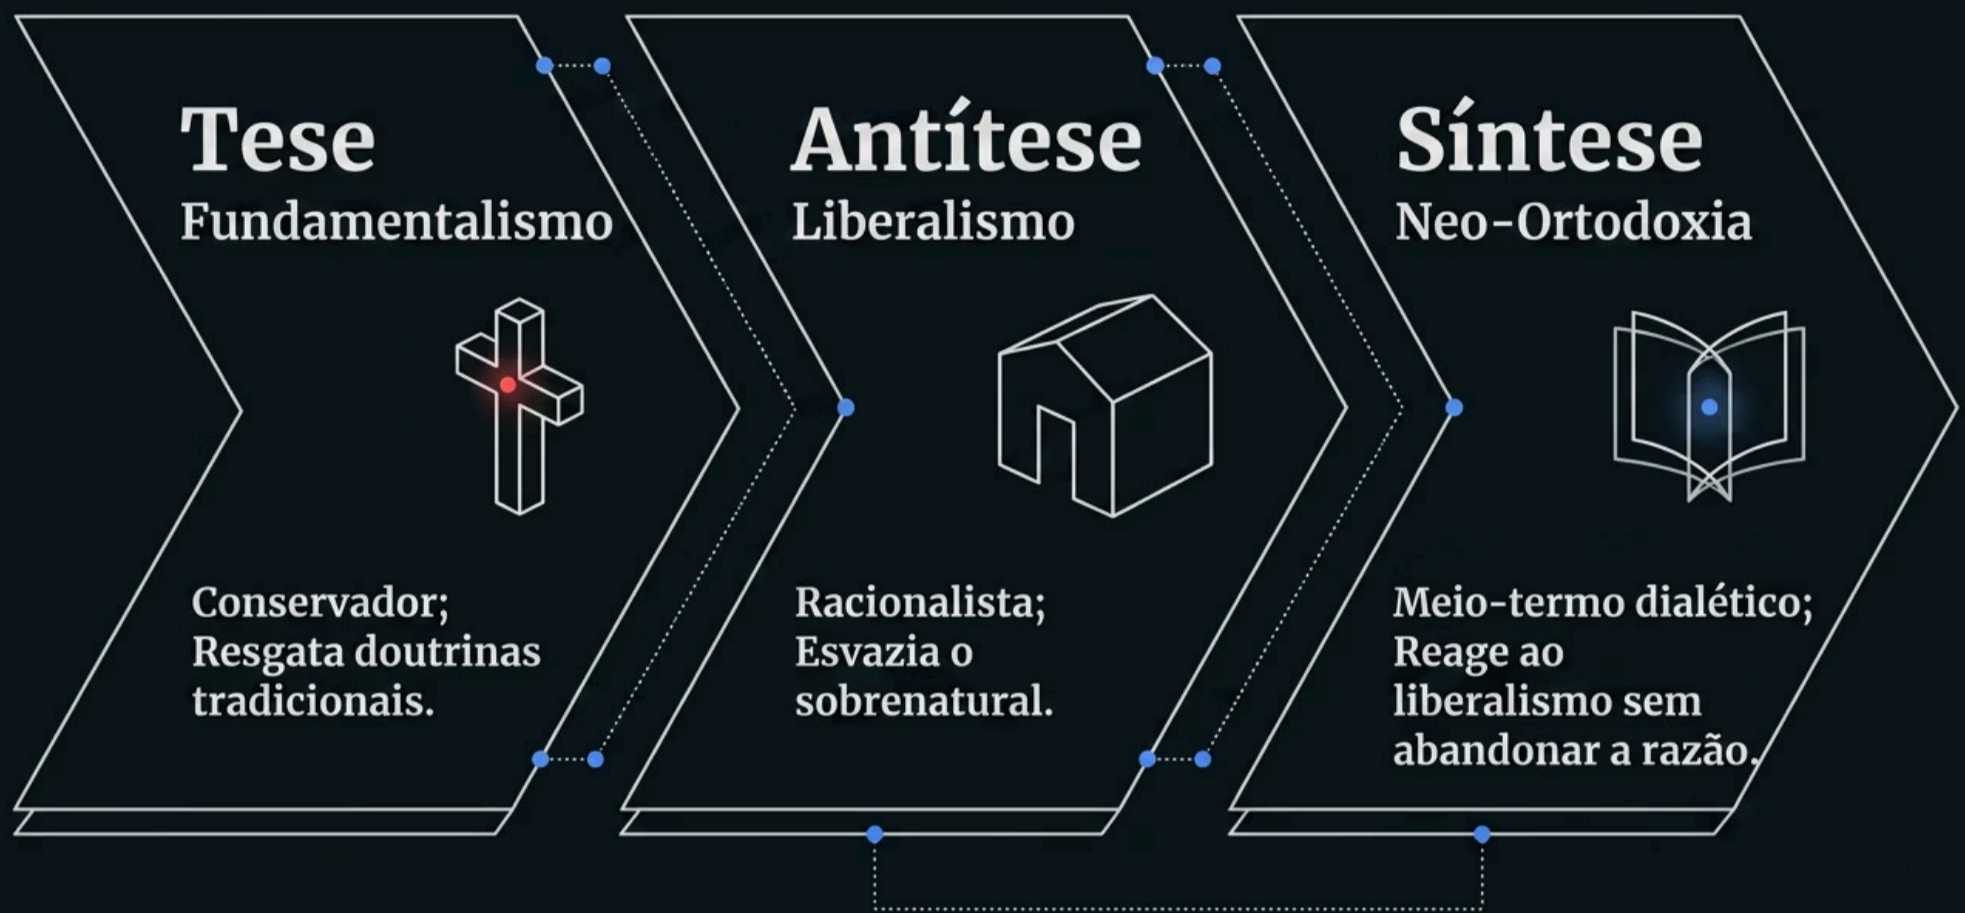 Tese
Fundamentalismo
Conservador;
Resgata doutrinas
tradicionais.
Antítese
Liberalismo
Racionalista;
Esvazia o
sobrenatural.
Síntese
Neo-Ortodoxia
Meio-termo dialético;
Reage ao
liberalismo sem
abandonar a razão.